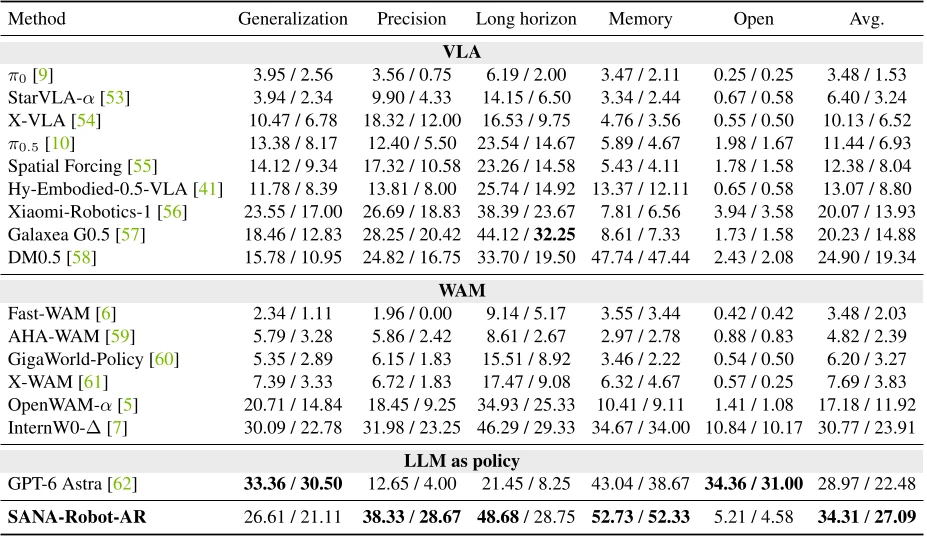 Method Generalization Precision Long horizon Memory Open Avg.
VLA
π0 [9] 3.95 / 2.56 3.56 / 0.75 6.19 / 2.00 3.47 / 2.11 0.25 / 0.25 3.48 / 1.53
StarVLA-α [53] 3.94 / 2.34 9.90 / 4.33 14.15 / 6.50 3.34 / 2.44 0.67 / 0.58 6.40 / 3.24
X-VLA [54] 10.47 / 6.78 18.32 / 12.00 16.53 / 9.75 4.76 / 3.56 0.55 / 0.50 10.13 / 6.52
π0.5 [10] 13.38 / 8.17 12.40 / 5.50 23.54 / 14.67 5.89 / 4.67 1.98 / 1.67 11.44 / 6.93
Spatial Forcing [55] 14.12 / 9.34 17.32 / 10.58 23.26 / 14.58 5.43 / 4.11 1.78 / 1.58 12.38 / 8.04
Hy-Embodied-0.5-VLA [41] 11.78 / 8.39 13.81 / 8.00 25.74 / 14.92 13.37 / 12.11 0.65 / 0.58 13.07 / 8.80
Xiaomi-Robotics-1 [56] 23.55 / 17.00 26.69 / 18.83 38.39 / 23.67 7.81 / 6.56 3.94 / 3.58 20.07 / 13.93
Galaxea G0.5 [57] 18.46 / 12.83 28.25 / 20.42 44.12 / 32.25 8.61 / 7.33 1.73 / 1.58 20.23 / 14.88
DM0.5 [58] 15.78 / 10.95 24.82 / 16.75 33.70 / 19.50 47.74 / 47.44 2.43 / 2.08 24.90 / 19.34
WAM
Fast-WAM [6] 2.34 / 1.11 1.96 / 0.00 9.14 / 5.17 3.55 / 3.44 0.42 / 0.42 3.48 / 2.03
AHA-WAM [59] 5.79 / 3.28 5.86 / 2.42 8.61 / 2.67 2.97 / 2.78 0.88 / 0.83 4.82 / 2.39
GigaWorld-Policy [60] 5.35 / 2.89 6.15 / 1.83 15.51 / 8.92 3.46 / 2.22 0.54 / 0.50 6.20 / 3.27
X-WAM [61] 7.39 / 3.33 6.72 / 1.83 17.47 / 9.08 6.32 / 4.67 0.57 / 0.25 7.69 / 3.83
OpenWAM-α [5] 20.71 / 14.84 18.45 / 9.25 34.93 / 25.33 10.41 / 9.11 1.41 / 1.08 17.18 / 11.92
InternW0-Δ [7] 30.09 / 22.78 31.98 / 23.25 46.29 / 29.33 34.67 / 34.00 10.84 / 10.17 30.77 / 23.91
LLM as policy
GPT-6 Astra [62] 33.36 / 30.50 12.65 / 4.00 21.45 / 8.25 43.04 / 38.67 34.36 / 31.00 28.97 / 22.48
SANA-Robot-AR 26.61 / 21.11 38.33 / 28.67 48.68 / 28.75 52.73 / 52.33 5.21 / 4.58 34.31 / 27.09